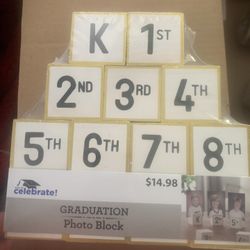 K 1ST
2ND 3RD 4TH
5TH 6TH 7TH 8TH
celebrate!
$14.98
GRADUATION
Photo Block